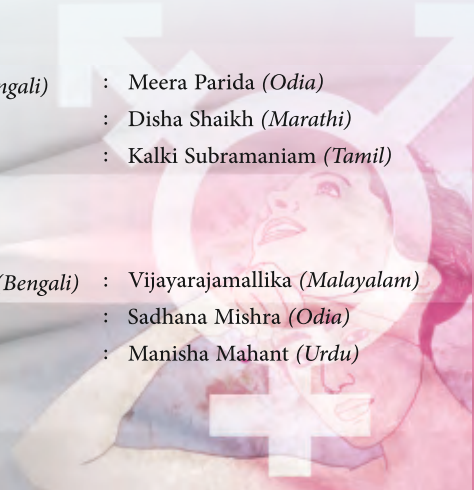 ngali) : Meera Parida (Odia)
: Disha Shaikh (Marathi)
: Kalki Subramaniam (Tamil)
(Bengali) : Vijayarajamallika (Malayalam)
: Sadhana Mishra (Odia)
: Manisha Mahant (Urdu)